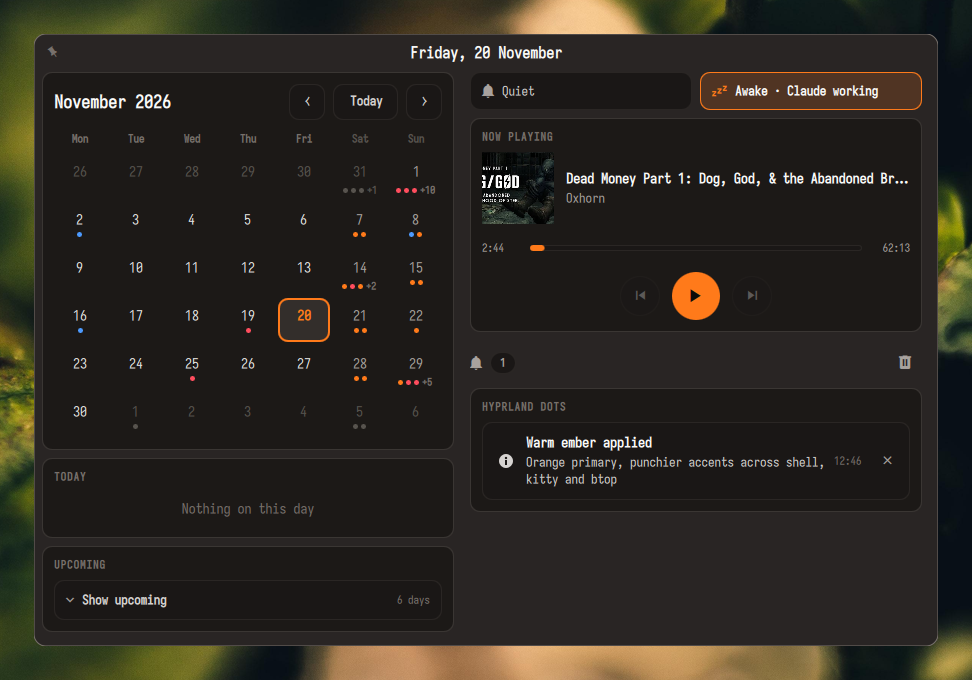 Friday, 20 November
November 2026
Today
Mon Tue Wed Thu Fri Sat Sun
26 27 28 29 30 31 1
+1 +10
2 3 4 5 6 7 8
9 10 11 12 13 14 15
+2
16 17 18 19 20 21 22
23 24 25 26 27 28 29
+5
30 1 2 3 4 5 6
TODAY
Nothing on this day
UPCOMING
Show upcoming
6 days
Quiet
zzz Awake · Claude working
NOW PLAYING
Dead Money Part 1: Dog, God, & the Abandoned Br...
Oxhorn
2:44
62:13
1
HYPRLAND DOTS
Warm ember applied
Orange primary, punchier accents across shell,
kitty and btop
12:46